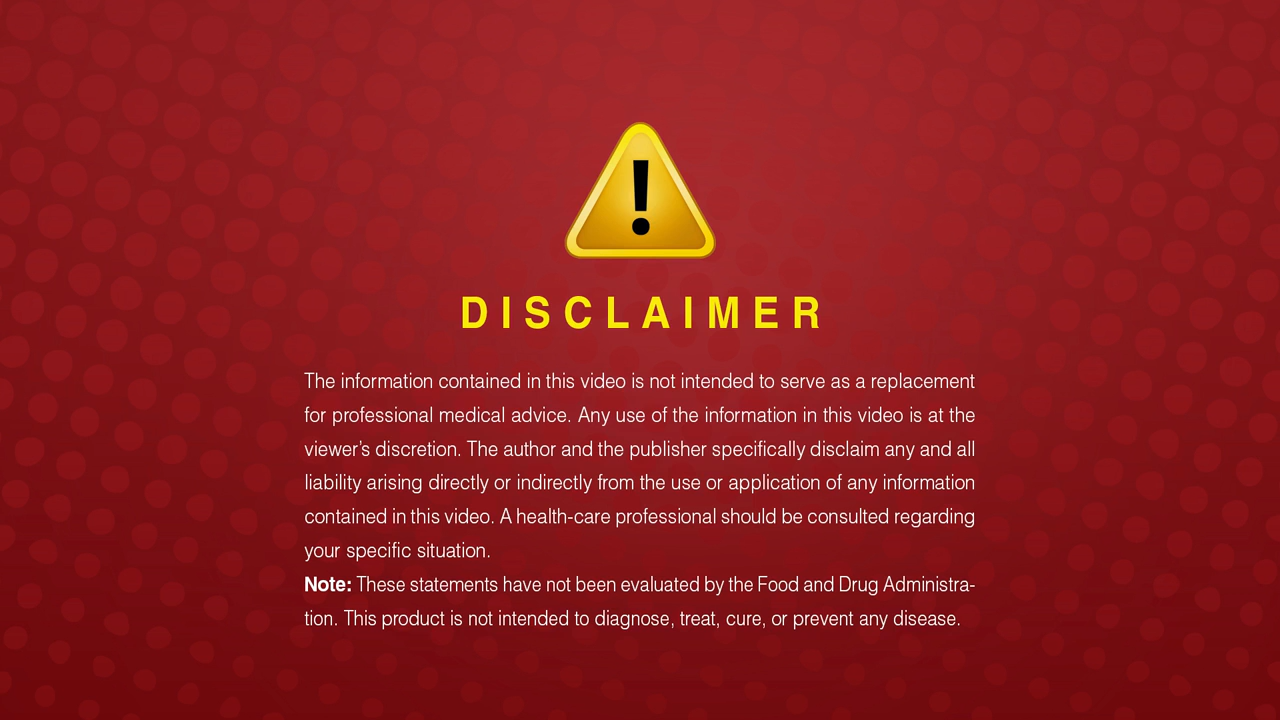 !
DISCLAIMER
The information contained in this video is not intended to serve as a replacement
for professional medical advice. Any use of the information in this video is at the
viewer's discretion. The author and the publisher specifically disclaim any and all
liability arising directly or indirectly from the use or application of any information
contained in this video. A health-care professional should be consulted regarding
your specific situation.
Note: These statements have not been evaluated by the Food and Drug Administra-
tion. This product is not intended to diagnose, treat, cure, or prevent any disease.